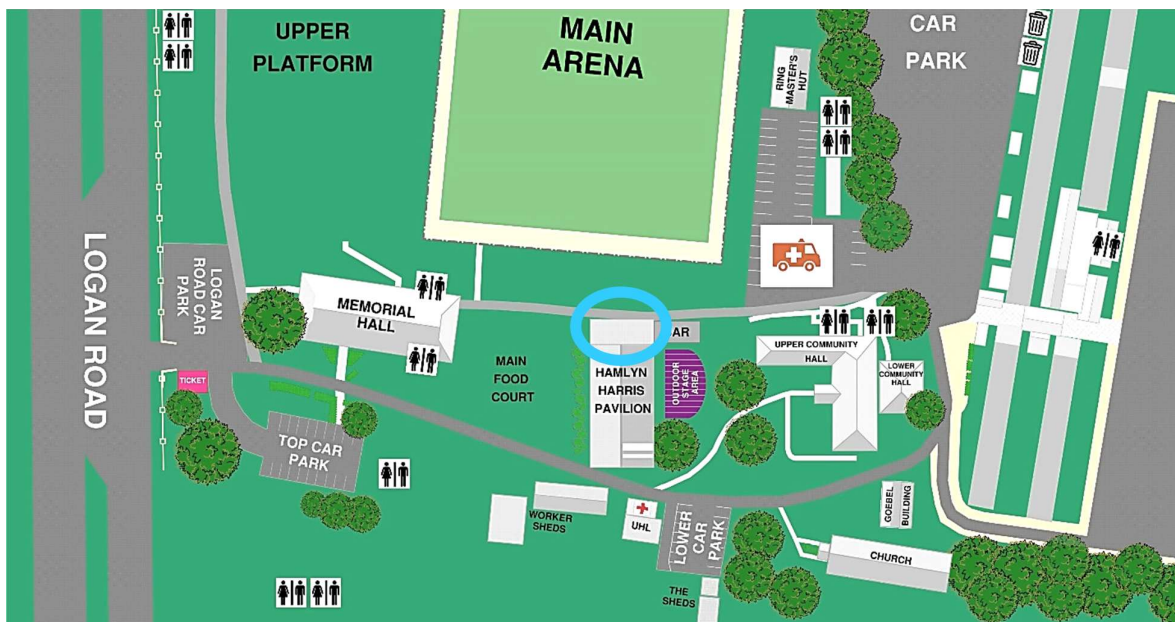 UPPER
PLATFORM
MAIN
ARENA
CAR
PARK
RING
MASTER'S
HUT
LOGAN ROAD
LOGAN
ROAD CAR
PARK
MEMORIAL
HALL
AR
UPPER COMMUNITY
HALL
LOWER
COMMUNITY
HALL
MAIN
FOOD
COURT
HAMLYN
HARRIS
PAVILION
OUTDOOR
STAGE
AREA
TICKET
TOP CAR
PARK
WORKER
SHEDS
UHL
LOWER
CAR
PARK
GOEBEL
BUILDING
CHURCH
THE
SHEDS